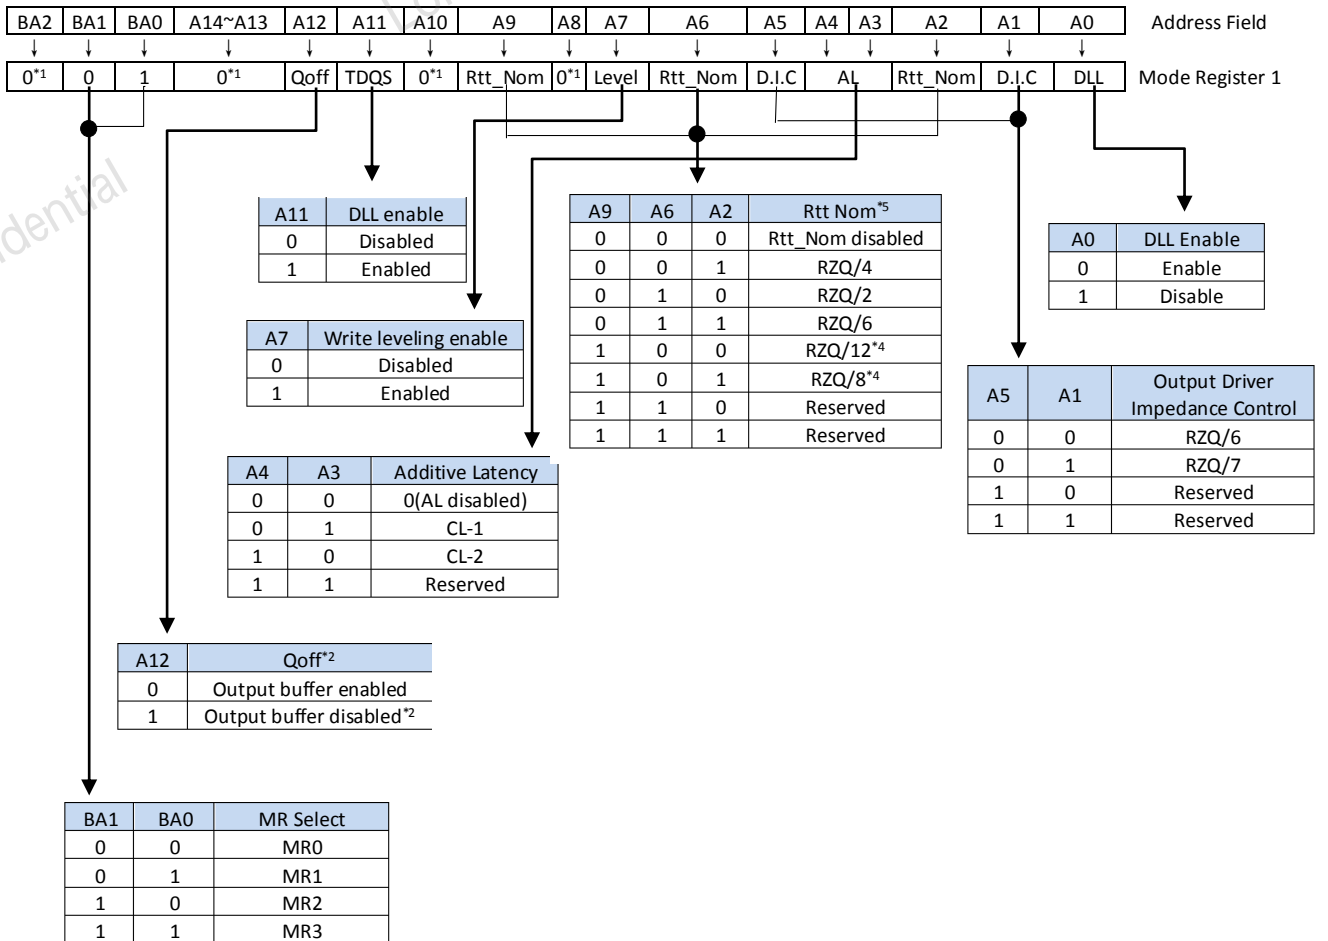 BA2 BA1 BA0 A14~A13 A12 A11 A10 A9 A8 A7 A6 A5 A4 A3 A2 A1 A0 Address Field
0*1 0 1 0*1 Qoff TDQS 0*1 Rtt_Nom 0*1 Level Rtt_Nom D.I.C AL Rtt_Nom D.I.C DLL Mode Register 1
dential
A11 DLL enable
0 Disabled
1 Enabled
A7 Write leveling enable
0 Disabled
1 Enabled
A4 A3 Additive Latency
0 0 0(AL disabled)
0 1 CL-1
1 0 CL-2
1 1 Reserved
A9 A6 A2 Rtt Nom*5
0 0 0 Rtt_Nom disabled
0 0 1 RZQ/4
0 1 0 RZQ/2
0 1 1 RZQ/6
1 0 0 RZQ/12*4
1 0 1 RZQ/8*4
1 1 0 Reserved
1 1 1 Reserved
A0 DLL Enable
0 Enable
1 Disable
A5 A1 Output Driver
Impedance Control
0 0 RZQ/6
0 1 RZQ/7
1 0 Reserved
1 1 Reserved
A12 Qoff*2
0 Output buffer enabled
1 Output buffer disabled*2
BA1 BA0 MR Select
0 0 MR0
0 1 MR1
1 0 MR2
1 1 MR3